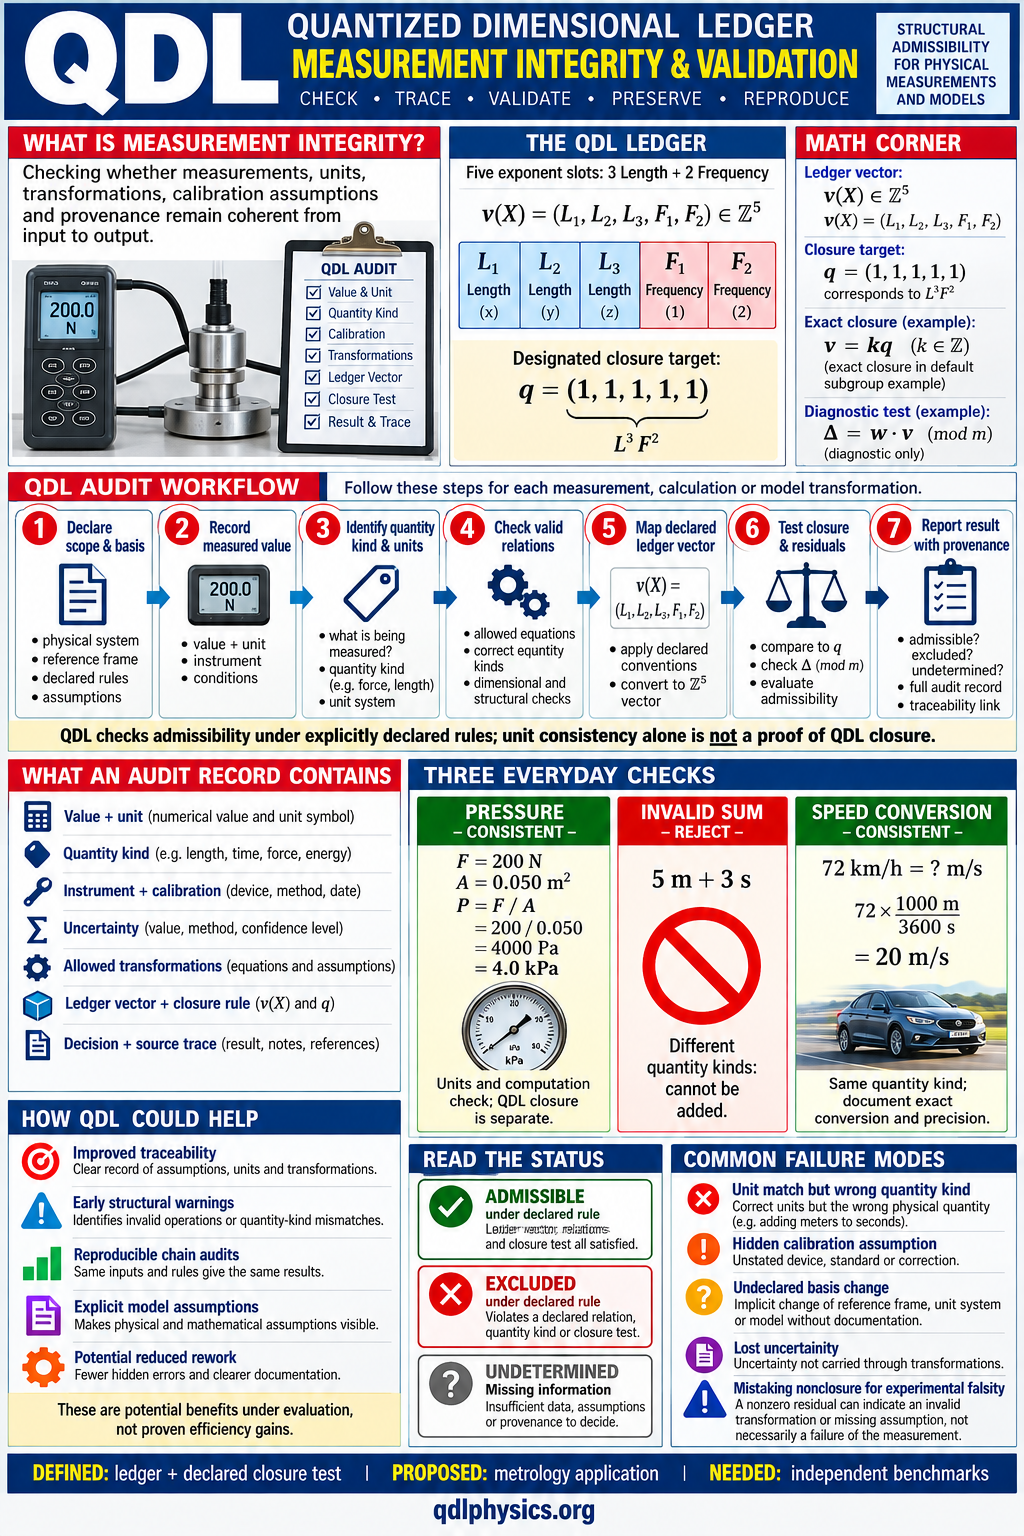 QDL
QUANTIZED DIMENSIONAL LEDGER
MEASUREMENT INTEGRITY & VALIDATION
CHECK • TRACE • VALIDATE • PRESERVE • REPRODUCE
STRUCTURAL
ADMISSIBILITY
FOR PHYSICAL
MEASUREMENTS
AND MODELS
WHAT IS MEASUREMENT INTEGRITY?
Checking whether measurements, units,
transformations, calibration assumptions
and provenance remain coherent from
input to output.
200.0
N
QDL AUDIT
Value & Unit
Quantity Kind
Calibration
Transformations
Ledger Vector
Closure Test
Result & Trace
THE QDL LEDGER
Five exponent slots: 3 Length + 2 Frequency
v(X) = (L₁, L₂, L₃, F₁, F₂) ∈ ℤ⁵
L₁ L₂ L₃ F₁ F₂
Length Length Length Frequency Frequency
(x) (y) (z) (1) (2)
Designated closure target:
q = (1, 1, 1, 1, 1)
L³ F²
MATH CORNER
Ledger vector:
v(X) ∈ ℤ⁵
v(X) = (L₁, L₂, L₃, F₁, F₂)
Closure target:
q = (1, 1, 1, 1, 1)
corresponds to L³F²
Exact closure (example):
v = kq (k ∈ ℤ)
(exact closure in default
subgroup example)
Diagnostic test (example):
Δ = w · v (mod m)
(diagnostic only)
QDL AUDIT WORKFLOW
Follow these steps for each measurement, calculation or model transformation.
1 Declare
scope & basis
• physical system
• reference frame
• declared rules
• assumptions
2 Record
measured value
200.0
N
• value + unit
• instrument
• conditions
3 Identify quantity
kind & units
• what is being
measured?
• quantity kind
(e.g. force, length)
• unit system
4 Check valid
relations
• allowed equations
• correct equntity
kinds
• dimensional and
structural checks
5 Map declared
ledger vector
v(X) =
(L₁, L₂, L₃, F₁, F₂)
• apply declared
conventions
• convert to ℤ⁵
vector
6 Test closure
& residuals
• compare to q
• check Δ (mod m)
• evaluate
admissibility
7 Report result
with provenance
• admissible?
excluded?
undetermined?
• full audit record
• traceability link
QDL checks admissibility under explicitly declared rules; unit consistency alone is not a proof of QDL closure.
WHAT AN AUDIT RECORD CONTAINS
Value + unit (numerical value and unit symbol)
Quantity kind (e.g. length, time, force, energy)
Instrument + calibration (device, method, date)
Σ Uncertainty (value, method, confidence level)
Allowed transformations (equations and assumptions)
Ledger vector + closure rule (v(X) and q)
Decision + source trace (result, notes, references)
THREE EVERYDAY CHECKS
PRESSURE
– CONSISTENT –
F = 200 N
A = 0.050 m²
P = F / A
= 200 / 0.050
= 4000 Pa
= 4.0 kPa
kPa
Units and computation
check; QDL closure
is separate.
INVALID SUM
– REJECT –
5 m + 3 s
Different
quantity kinds:
cannot be
added.
SPEED CONVERSION
– CONSISTENT –
72 km/h = ? m/s
72 × 1000 m
3600 s
= 20 m/s
Same quantity kind;
document exact
conversion and precision.
HOW QDL COULD HELP
Improved traceability
Clear record of assumptions, units and transformations.
Early structural warnings
Identifies invalid operations or quantity-kind mismatches.
Reproducible chain audits
Same inputs and rules give the same results.
Explicit model assumptions
Makes physical and mathematical assumptions visible.
Potential reduced rework
Fewer hidden errors and clearer documentation.
These are potential benefits under evaluation,
not proven efficiency gains.
READ THE STATUS
ADMISSIBLE
under declared rule
relations
and closure test all satisfied.
EXCLUDED
under declared rule
Violates a declared relation,
quantity kind or closure test.
UNDETERMINED
Missing information
Insufficient data, assumptions
or provenance to decide.
COMMON FAILURE MODES
Unit match but wrong quantity kind
Correct units but the wrong physical quantity
(e.g. adding meters to seconds).
Hidden calibration assumption
Unstated device, standard or correction.
Undeclared basis change
Implicit change of reference frame, unit system
or model without documentation.
Lost uncertainity
Uncertainty not carried through transformations.
Mistaking nonclosure for experimental falsity
A nonzero residual can indicate an invalid
transformation or missing assumption, not
necessarily a failure of the measurement.
DEFINED: ledger + declared closure test | PROPOSED: metrology application | NEEDED: independent benchmarks
qdlphysics.org